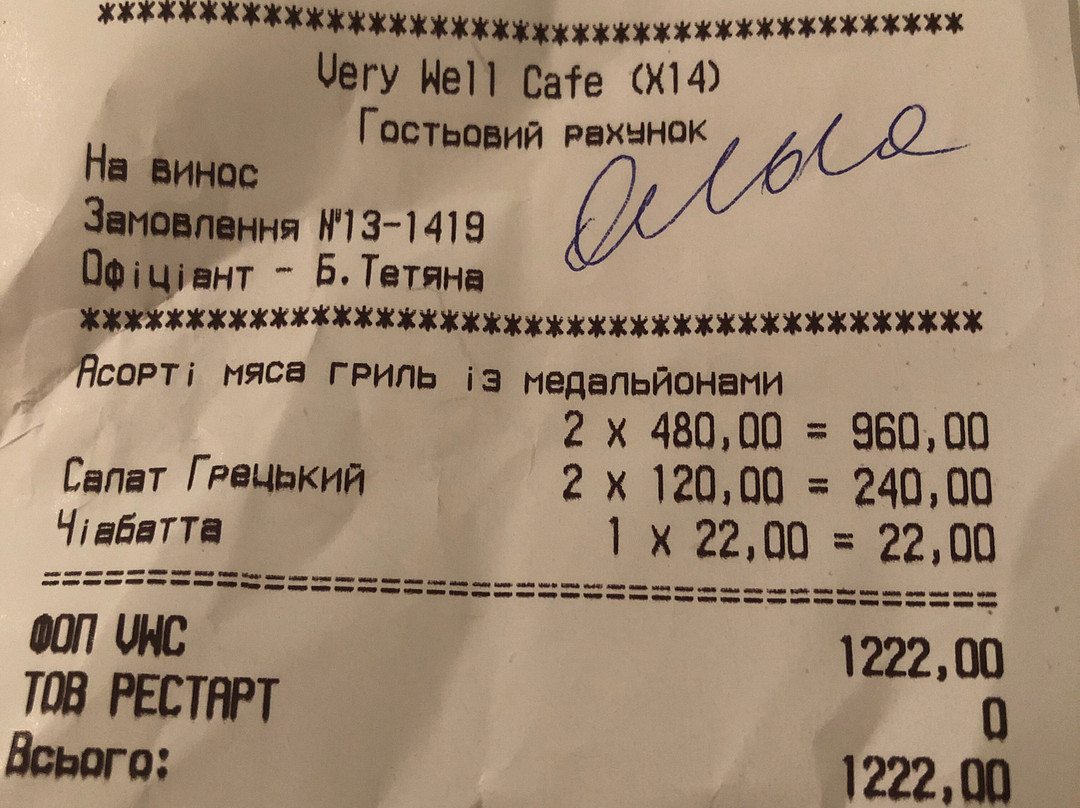 ******************************************
Very Well Cafe (X14)
Гостьовий рахунок
На винос
Замовлення №13-1419
Офіціант - Б.Тетяна
******************************************
Асорті мяса гриль із медальйонами
2 x 480,00 = 960,00
Салат Грецький 2 x 120,00 = 240,00
Чіабатта 1 x 22,00 = 22,00
==========================================
ФОП VWC 1222,00
ТОВ РЕСТАРТ 0
Всього: 1222,00